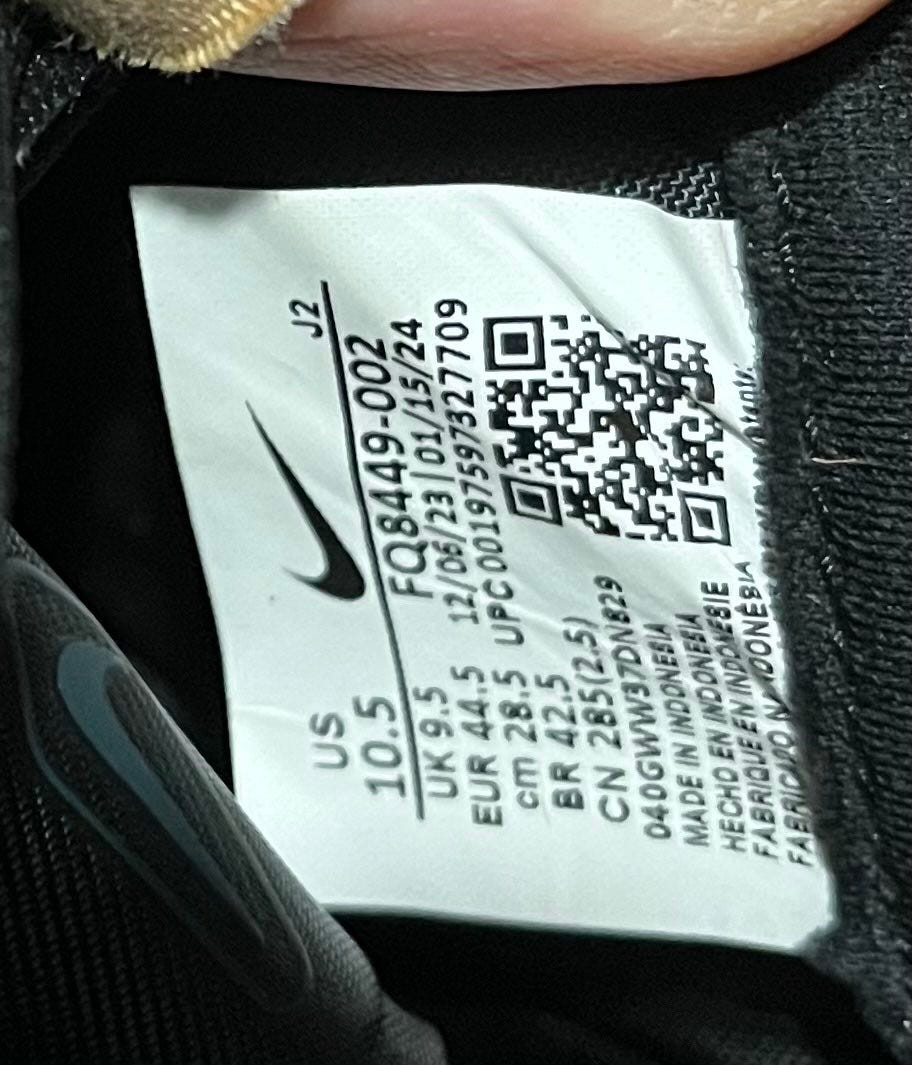 J2
US
10.5
FQ8449-002
UK 9.5
12/06/23 | 01/15/24
EUR 44.5
UPC 00197597327709
cm 28.5
BR 42.5
CN 285(2.5)
040GWW37DN829
MADE IN INDONESIA
HECHO EN INDONESIE
FABRIQUE EN INDONÉSIA